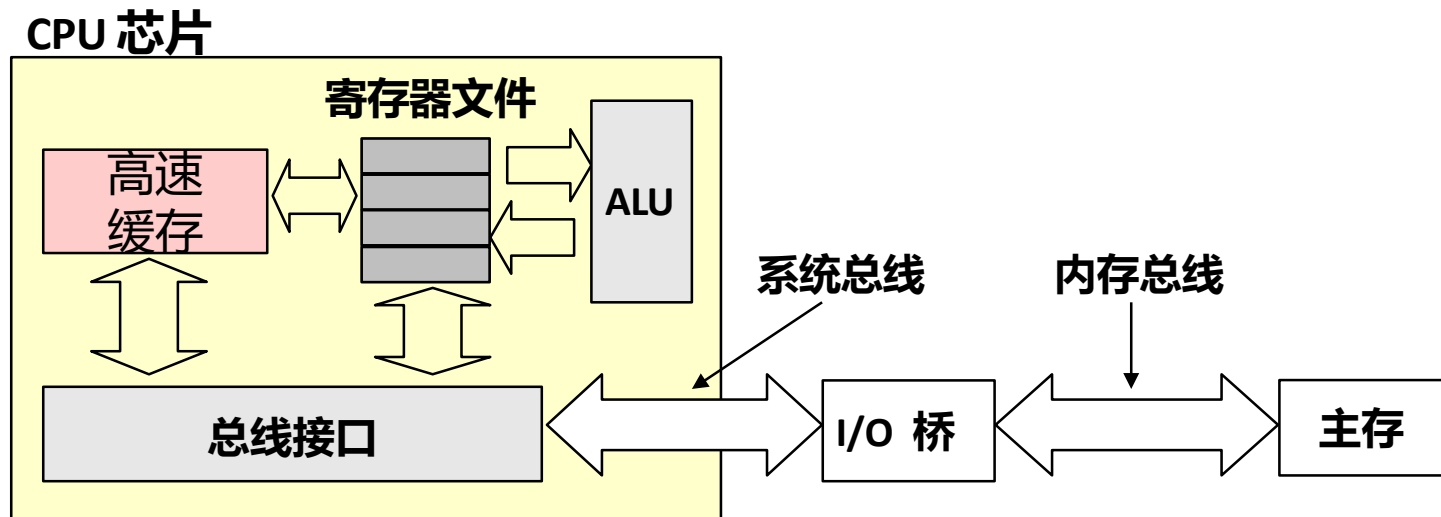 CPU 芯片
寄存器文件
高速
缓存
ALU
系统总线
内存总线
总线接口
I/O 桥
主存